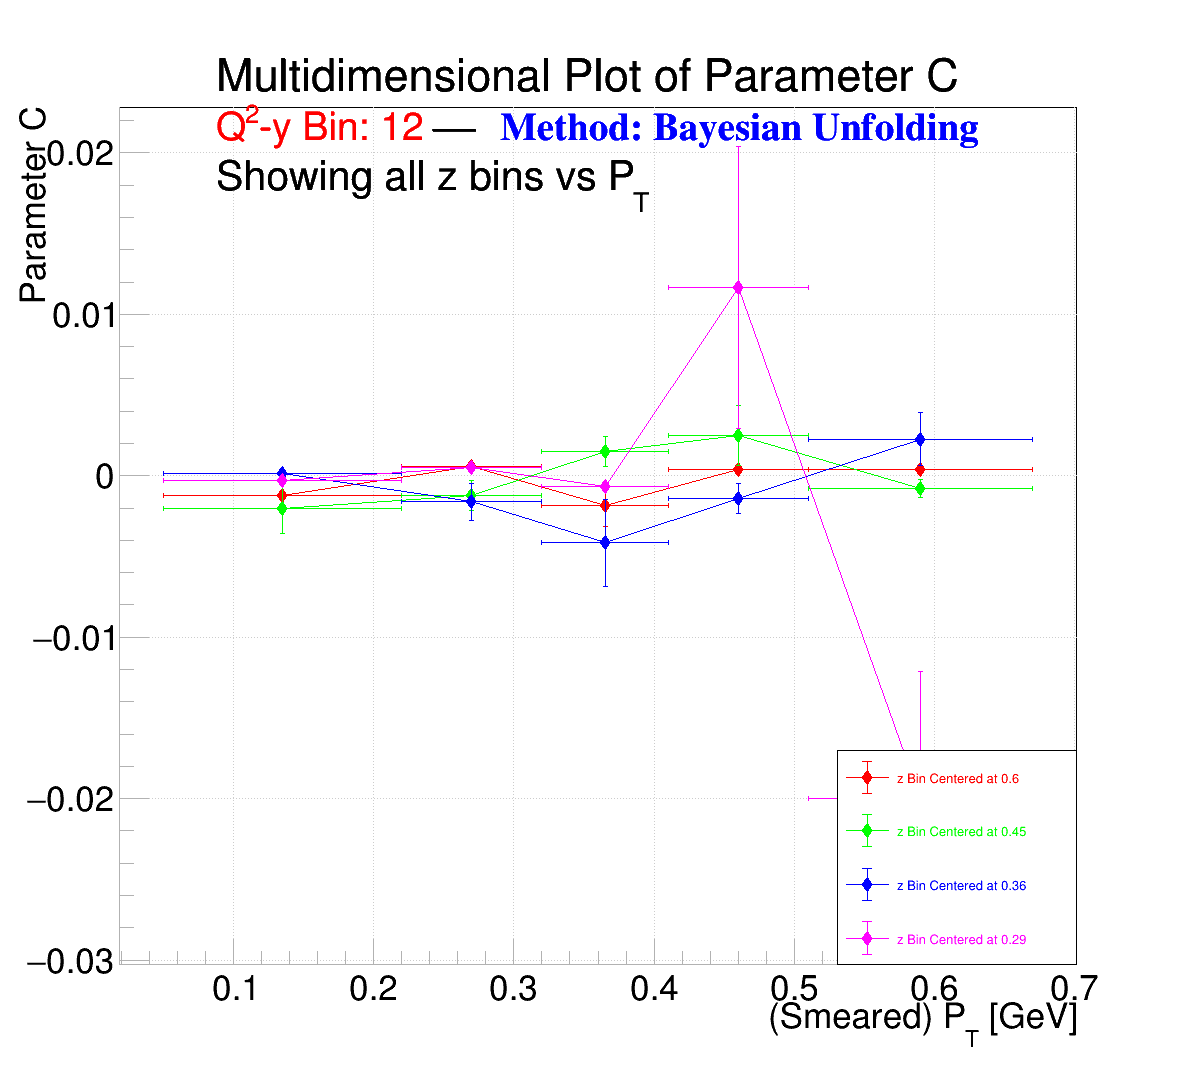 Multidimensional Plot of Parameter C
Q²-y Bin: 12 — Method: Bayesian Unfolding
Showing all z bins vs P_T
Parameter C
0.02
0.01
0
−0.01
−0.02
−0.03
z Bin Centered at 0.6
z Bin Centered at 0.45
z Bin Centered at 0.36
z Bin Centered at 0.29
0.1 0.2 0.3 0.4 0.5 0.6 0.7
(Smeared) P_T [GeV]